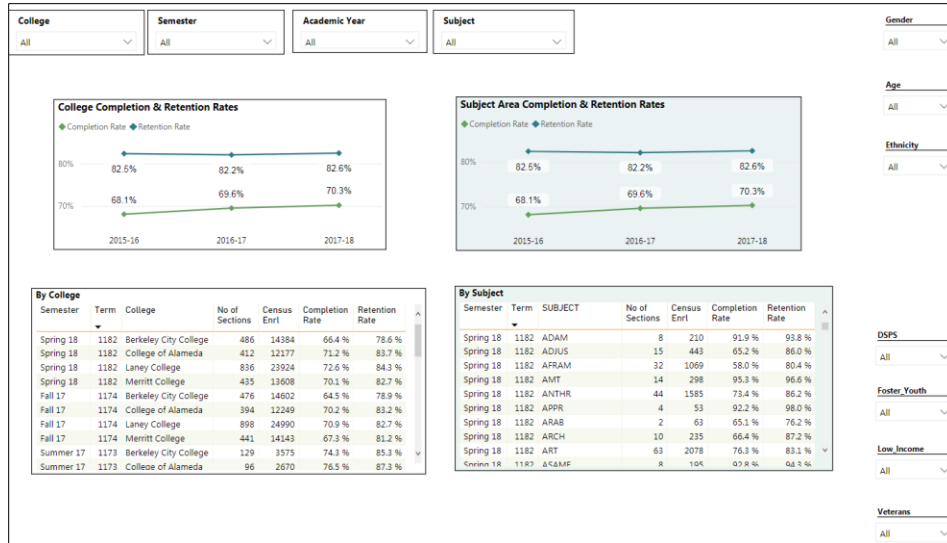 College Semester Academic Year Subject
All All All All
Gender
All
Age
All
Ethnicity
All
College Completion & Retention Rates
Completion Rate Retention Rate
80%
82.5% 82.2% 82.6%
70%
68.1% 69.6% 70.3%
2015-16 2016-17 2017-18
Subject Area Completion & Retention Rates
Completion Rate Retention Rate
80%
82.5% 82.2% 82.6%
70%
68.1% 69.6% 70.3%
2015-16 2016-17 2017-18
By College
Semester Term College No of Sections Census Enrl Completion Rate Retention Rate
Spring 18 1182 Berkeley City College 486 14384 66.4 % 78.6 %
Spring 18 1182 College of Alameda 412 12177 71.2 % 83.7 %
Spring 18 1182 Laney College 836 23924 72.6 % 84.3 %
Spring 18 1182 Merritt College 435 13608 70.1 % 82.7 %
Fall 17 1174 Berkeley City College 476 14602 64.5 % 78.9 %
Fall 17 1174 College of Alameda 394 12249 70.2 % 83.2 %
Fall 17 1174 Laney College 898 24990 70.9 % 82.7 %
Fall 17 1174 Merritt College 441 14143 67.3 % 81.2 %
Summer 17 1173 Berkeley City College 129 3575 74.3 % 85.3 %
Summer 17 1173 College of Alameda 96 2670 76.5 % 87.3 %
By Subject
Semester Term SUBJECT No of Sections Census Enrl Completion Rate Retention Rate
Spring 18 1182 ADAM 8 210 91.9 % 93.8 %
Spring 18 1182 ADJUS 15 443 65.2 % 86.0 %
Spring 18 1182 AFRAM 32 1069 58.0 % 80.4 %
Spring 18 1182 AMT 14 298 95.3 % 96.6 %
Spring 18 1182 ANTHR 44 1585 73.4 % 86.2 %
Spring 18 1182 APPR 4 53 92.2 % 98.0 %
Spring 18 1182 ARAB 2 63 65.1 % 76.2 %
Spring 18 1182 ARCH 10 235 66.4 % 87.2 %
Spring 18 1182 ART 63 2078 76.3 % 83.1 %
Spring 18 1182 ASAME 8 195 92.8 % 94.3 %
DSPS
All
Foster_Youth
All
Low_Income
All
Veterans
All